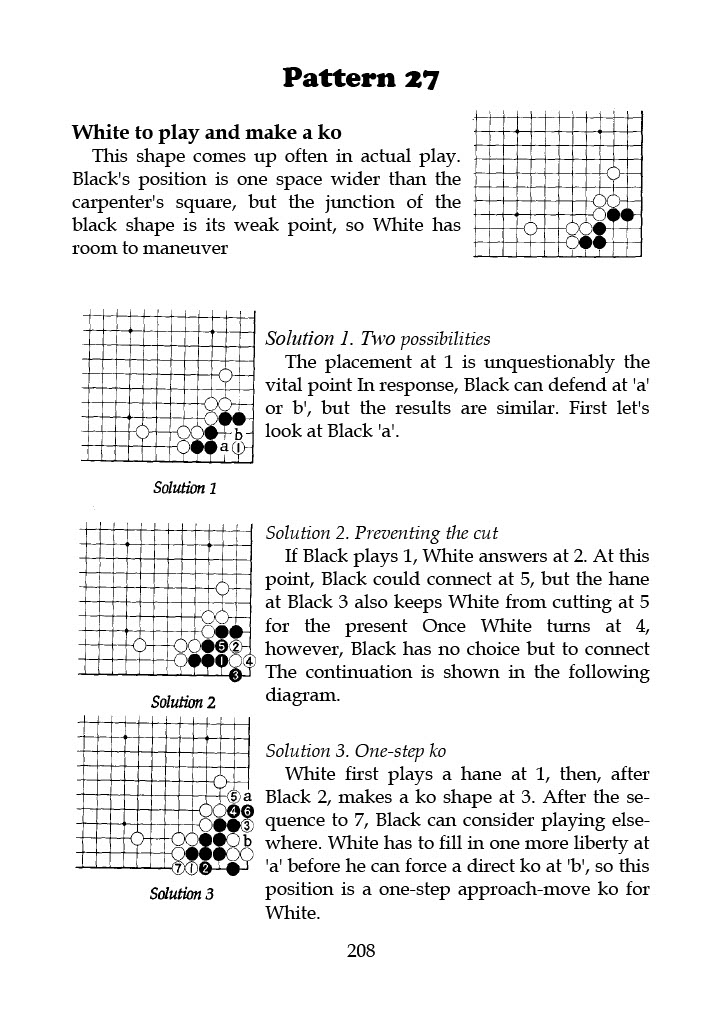 Pattern 27
White to play and make a ko
This shape comes up often in actual play.
Black's position is one space wider than the
carpenter's square, but the junction of the
black shape is its weak point, so White has
room to maneuver
Solution 1. Two possibilities
The placement at 1 is unquestionably the
vital point In response, Black can defend at 'a'
or b', but the results are similar. First let's
look at Black 'a'.
b
a 1
Solution 1
Solution 2. Preventing the cut
If Black plays 1, White answers at 2. At this
point, Black could connect at 5, but the hane
at Black 3 also keeps White from cutting at 5
for the present Once White turns at 4,
however, Black has no choice but to connect
The continuation is shown in the following
diagram.
5 2
1 4
3
Solution 2
Solution 3. One-step ko
White first plays a hane at 1, then, after
Black 2, makes a ko shape at 3. After the se-
quence to 7, Black can consider playing else-
where. White has to fill in one more liberty at
'a' before he can force a direct ko at 'b', so this
position is a one-step approach-move ko for
White.
5 a
4 6
3
b
7 1 2
Solution 3
208